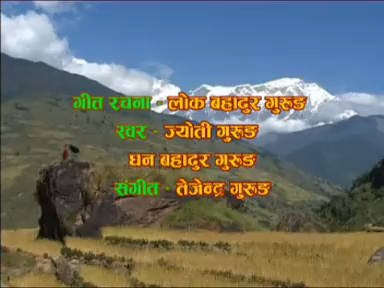 गीत रचना - लोक बहादुर गुरुङ
स्वर - ज्योती गुरुङ
धन बहादुर गुरुङ
संगीत - तेजेन्द्र गुरुङ